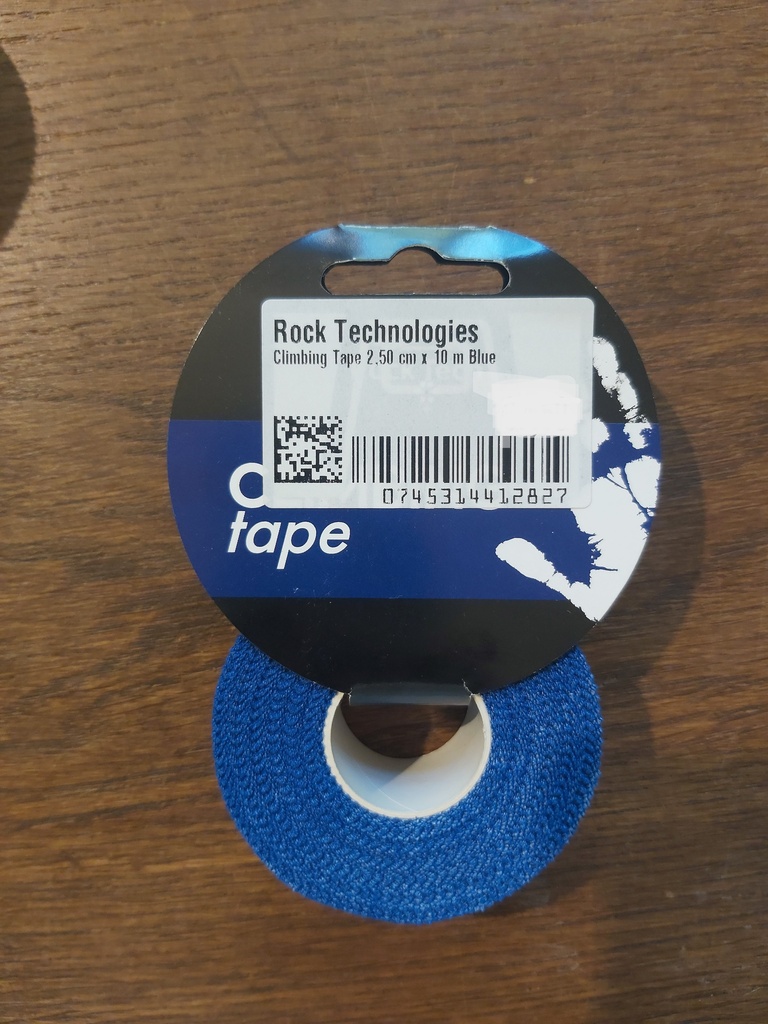 Rock Technologies
Climbing Tape 2,50 cm x 10 m Blue
0745314412827
tape